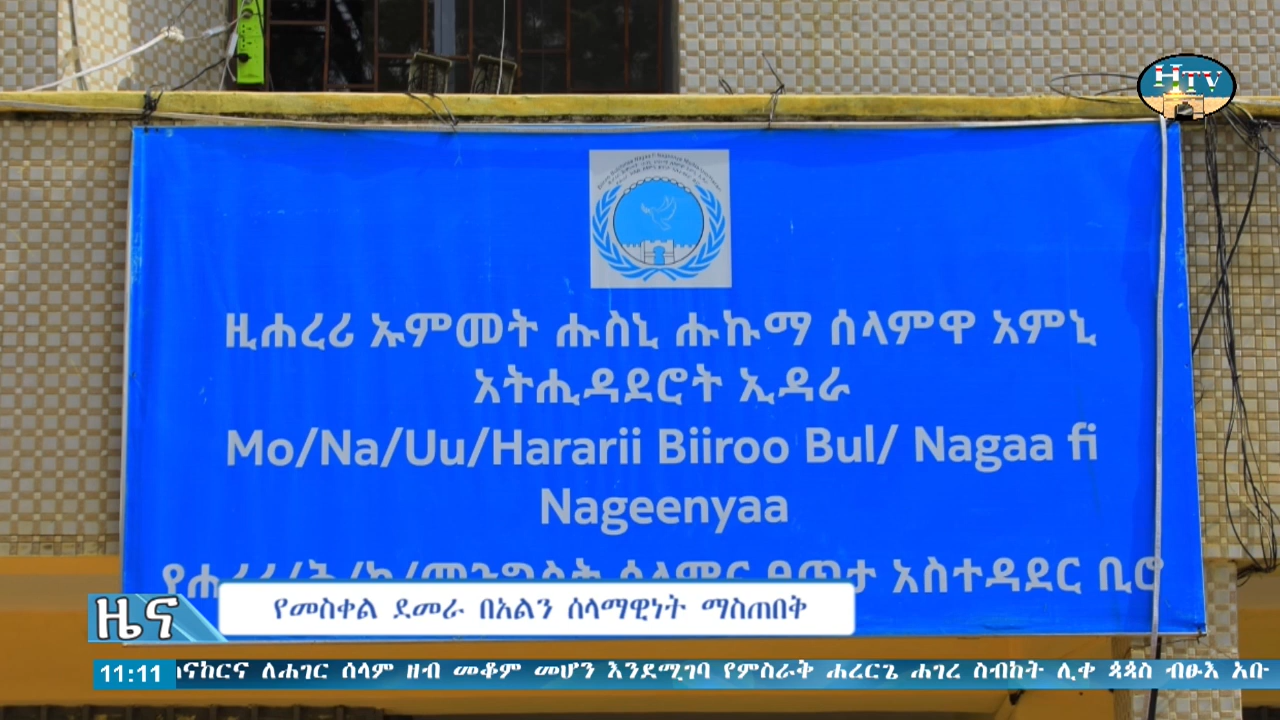 HTV
ዚሐረሪ ኡምመት ሑስኒ ሑኩማ ሰላምዋ አምኒ
አትሒዳደሮት ኢዳራ
Mo/Na/Uu/Hararii Biiroo Bul/ Nagaa fi
Nageenyaa
አስተዳደር ቢሮ
ዜና
የመስቀል ደመራ በአልን ሰላማዊነት ማስጠበቅ
11:11 ለሐገር ሰላም ዘብ መቆም መሆን እንደሚገባ የምስራቅ ሐረርጌ ሐገረ ስብከት ሊቀ ጳጳስ ብፁእ አቡ